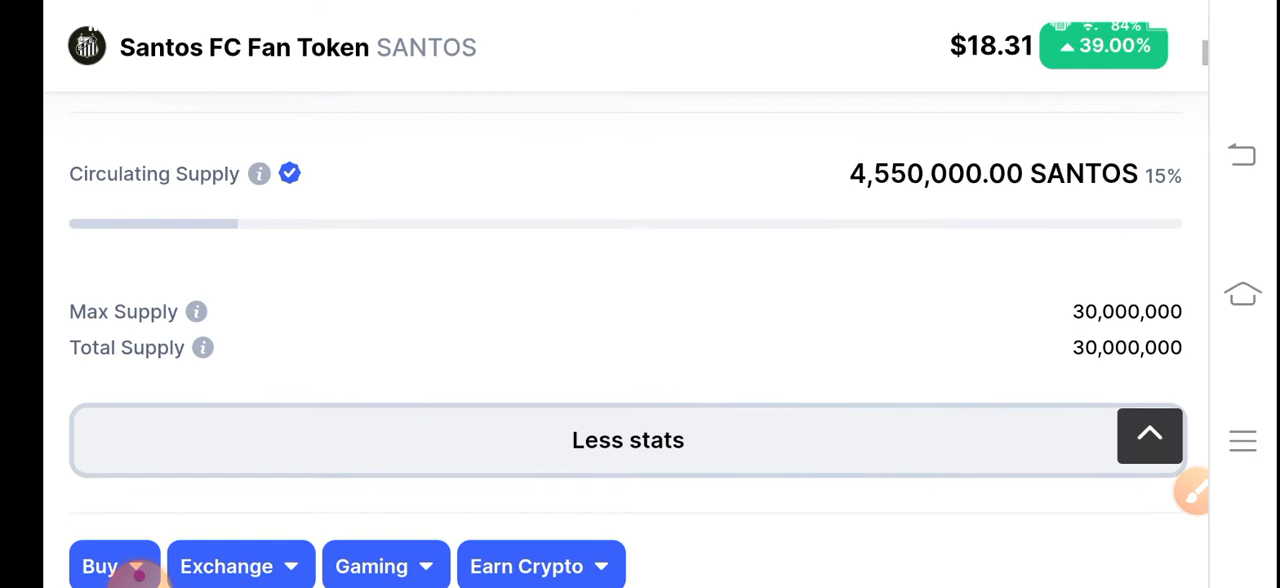 Santos FC Fan Token SANTOS $18.31 39.00%
84%
Circulating Supply 4,550,000.00 SANTOS 15%
Max Supply 30,000,000
Total Supply 30,000,000
Less stats
Buy Exchange Gaming Earn Crypto